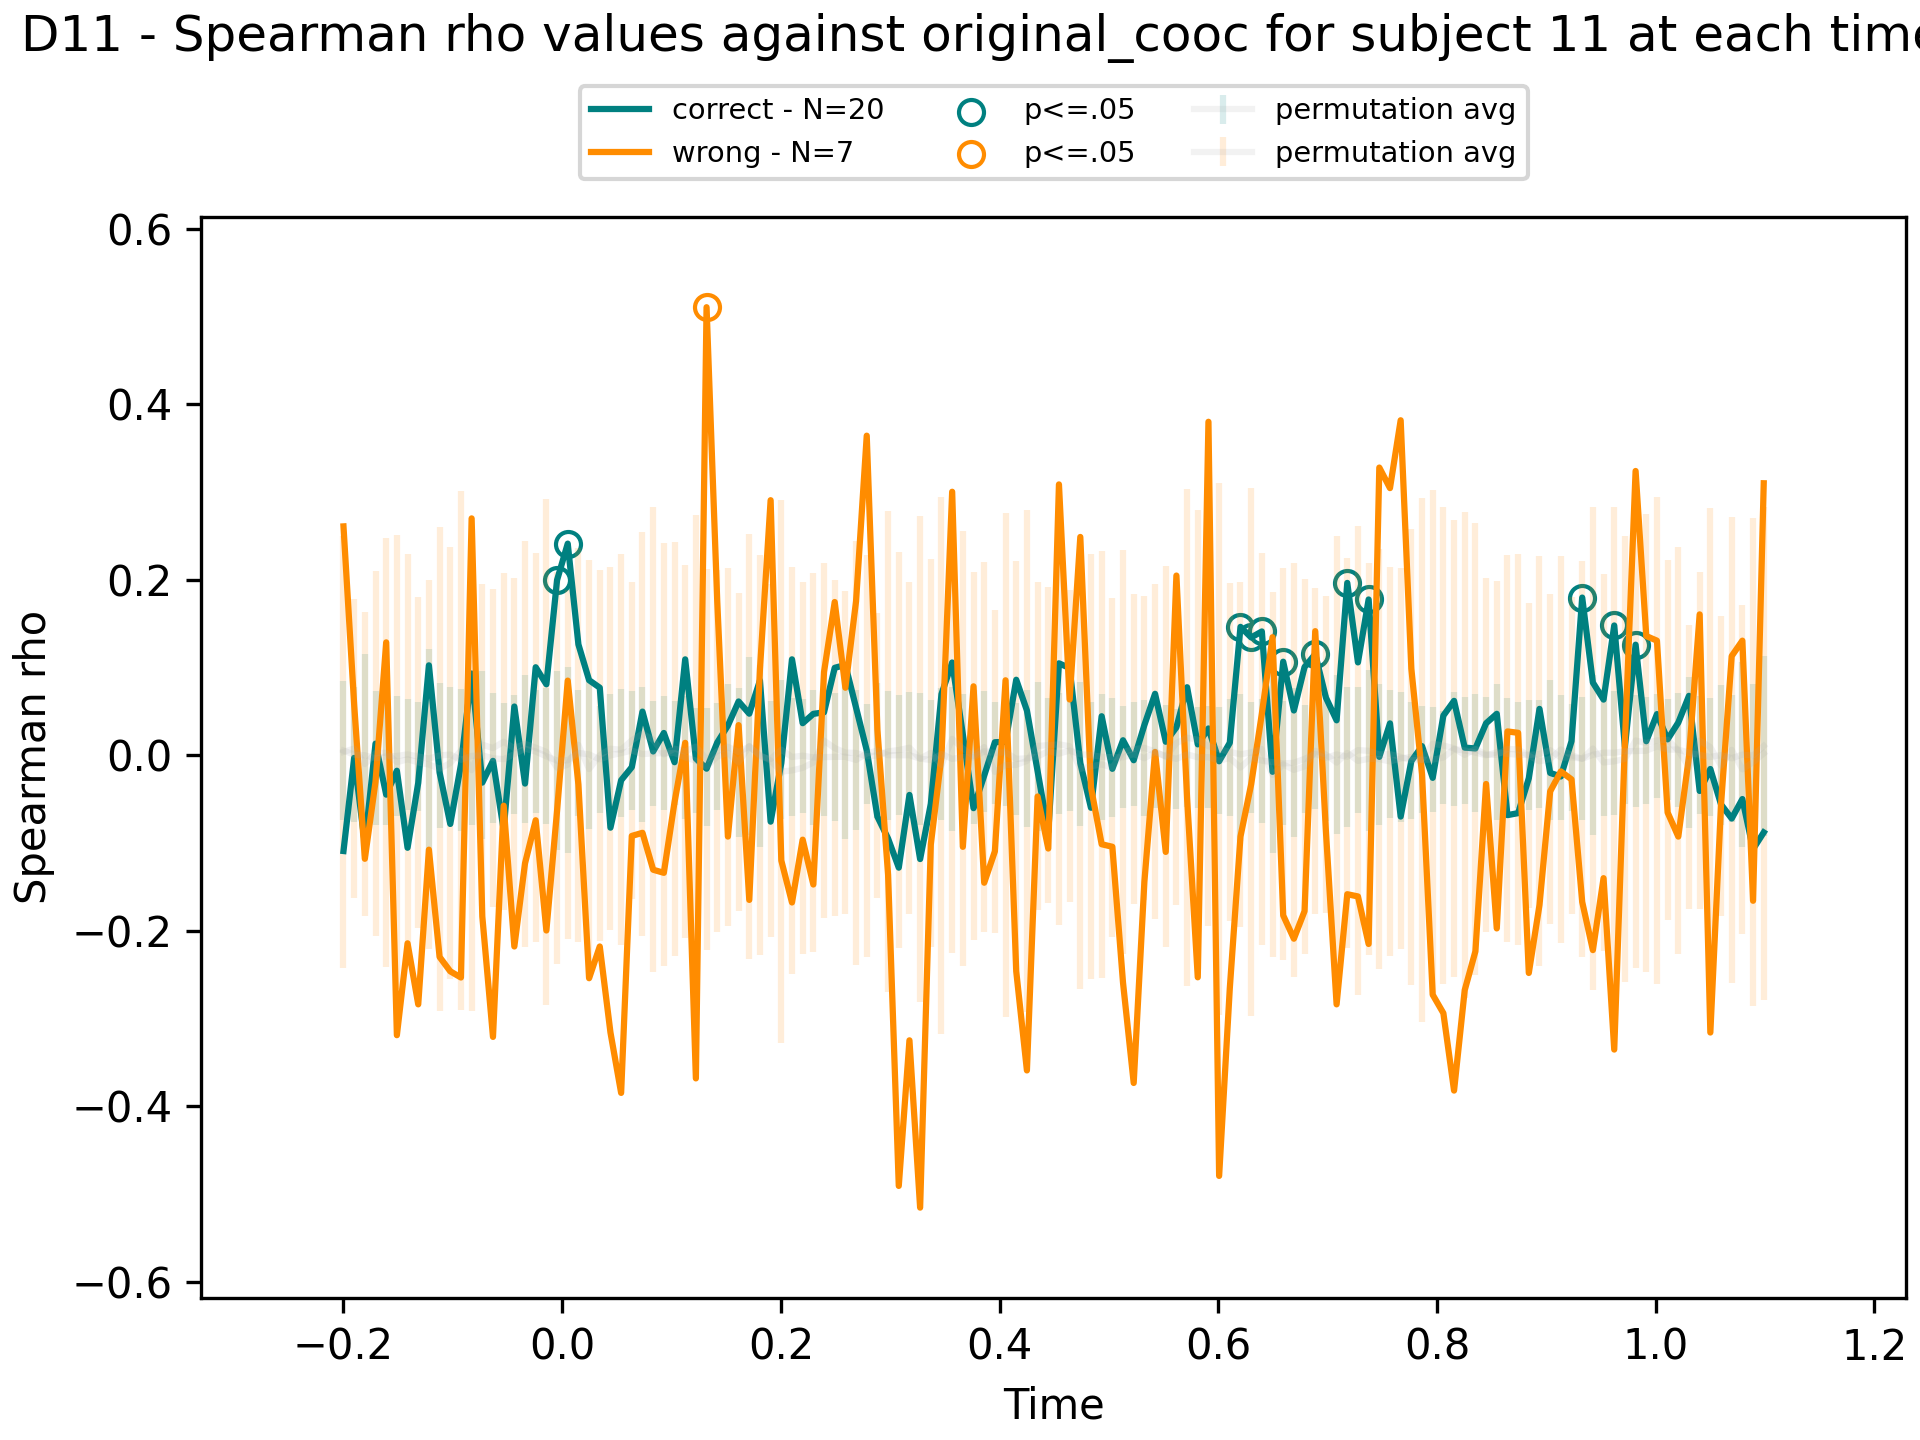 D11 - Spearman rho values against original_cooc for subject 11 at each time
correct - N=20 p<=.05 permutation avg
wrong - N=7 p<=.05 permutation avg
0.6
0.4
0.2
0.0
−0.2
−0.4
−0.6
Spearman rho
−0.2 0.0 0.2 0.4 0.6 0.8 1.0 1.2
Time